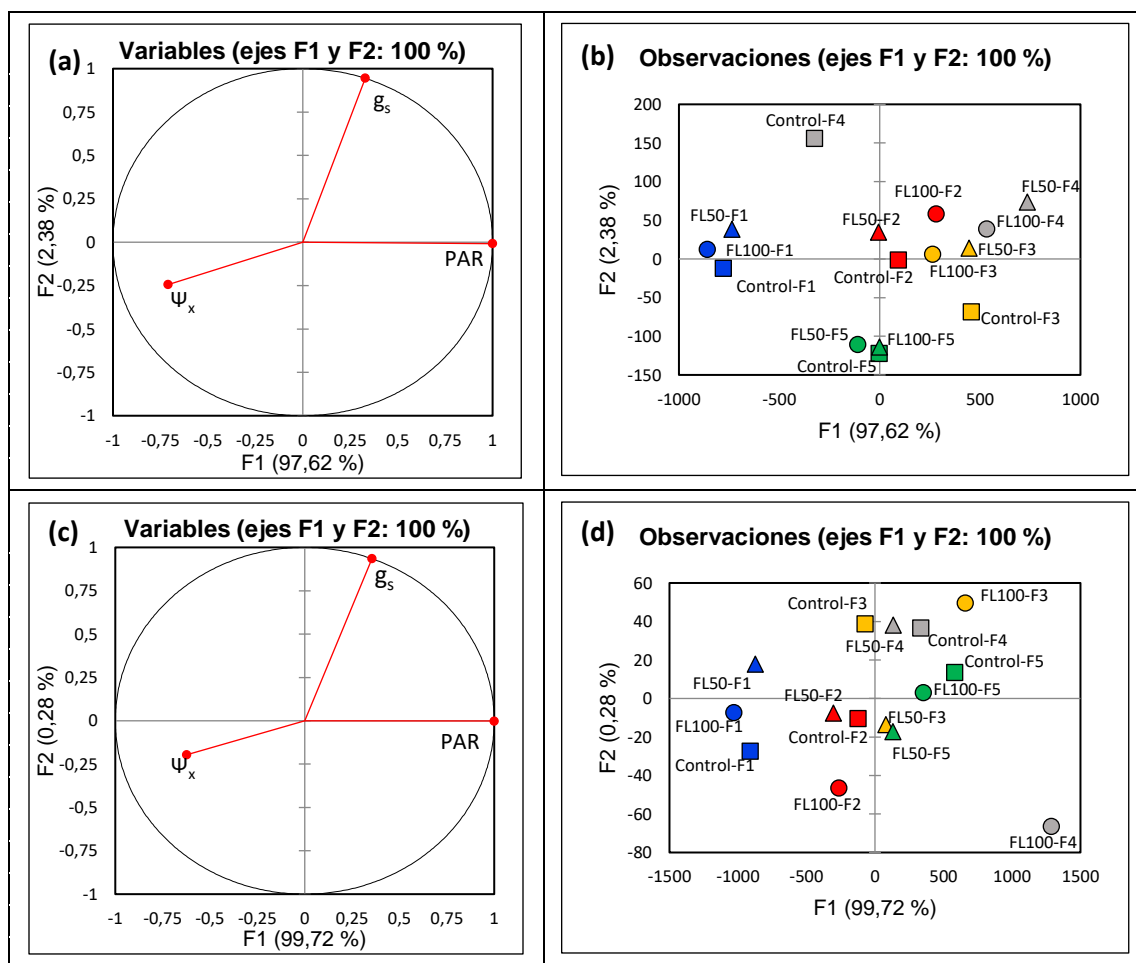 (a)
Variables (ejes F1 y F2: 100 %)
1
0,75
0,5
0,25
0
-0,25
-0,5
-0,75
-1
F2 (2,38 %)
gs
PAR
Ψx
-1 -0,75 -0,5 -0,25 0 0,25 0,5 0,75 1
F1 (97,62 %)
(b)
Observaciones (ejes F1 y F2: 100 %)
200
150
100
50
0
-50
-100
-150
F2 (2,38 %)
Control-F4
FL100-F2
FL50-F4
FL50-F1
FL50-F2
FL100-F4
FL100-F1
FL50-F3
Control-F2
FL100-F3
Control-F1
Control-F3
FL50-F5
FL100-F5
Control-F5
-1000 -500 0 500 1000
F1 (97,62 %)
(c)
Variables (ejes F1 y F2: 100 %)
1
0,75
0,5
0,25
0
-0,25
-0,5
-0,75
-1
F2 (0,28 %)
gs
PAR
Ψx
-1 -0,75 -0,5 -0,25 0 0,25 0,5 0,75 1
F1 (99,72 %)
(d)
Observaciones (ejes F1 y F2: 100 %)
60
40
20
0
-20
-40
-60
-80
F2 (0,28 %)
FL100-F3
Control-F3
FL50-F4
Control-F4
Control-F5
FL50-F1
FL50-F2
FL100-F5
FL100-F1
FL50-F3
Control-F2
FL50-F5
Control-F1
FL100-F2
FL100-F4
-1500 -1000 -500 0 500 1000 1500
F1 (99,72 %)